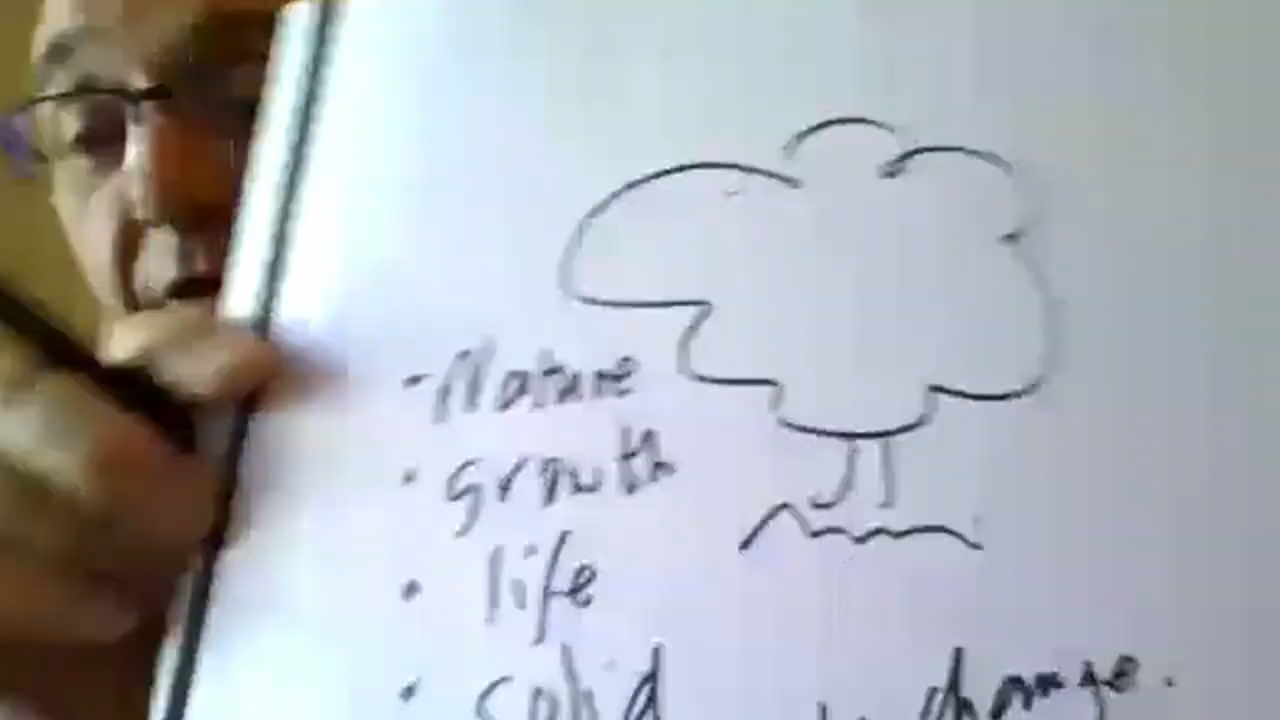 - Nature
• growth
• life
• solid
change.